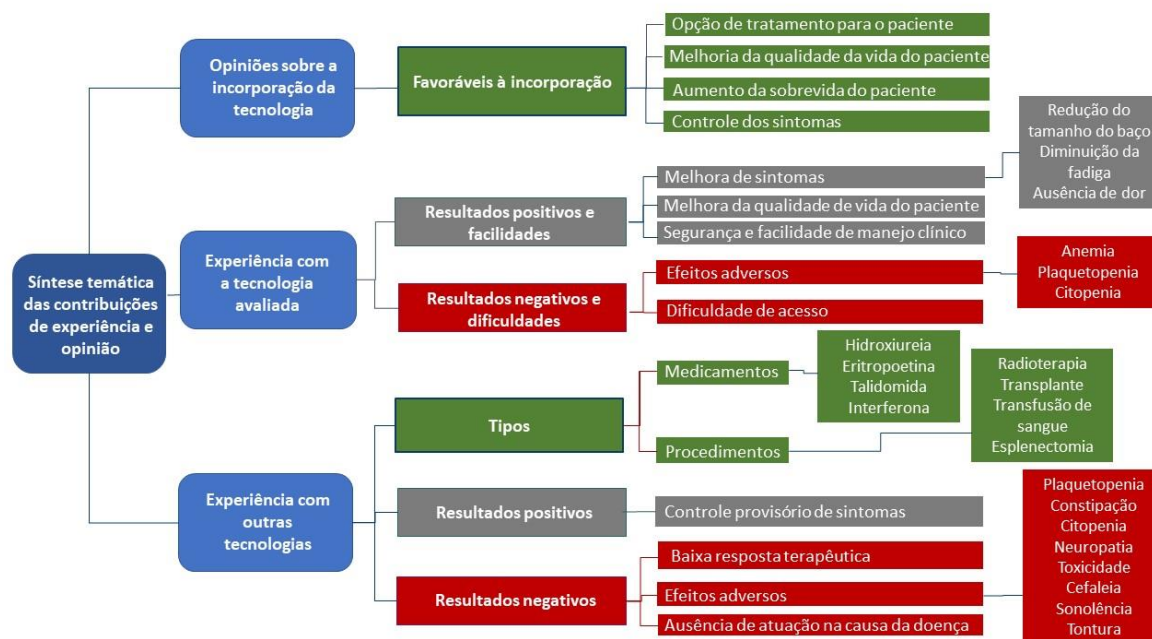 Síntese temática
das contribuições
de experiência e
opinião
Opiniões sobre a
incorporação da
tecnologia
Favoráveis à incorporação
Opção de tratamento para o paciente
Melhoria da qualidade da vida do paciente
Aumento da sobrevida do paciente
Controle dos sintomas
Experiência com
a tecnologia
avaliada
Resultados positivos e
facilidades
Melhora de sintomas
Redução do
tamanho do baço
Diminuição da
fadiga
Ausência de dor
Melhora da qualidade de vida do paciente
Segurança e facilidade de manejo clínico
Resultados negativos e
dificuldades
Efeitos adversos
Anemia
Plaquetopenia
Citopenia
Dificuldade de acesso
Experiência com
outras
tecnologias
Tipos
Medicamentos
Hidroxiureia
Eritropoetina
Talidomida
Interferona
Procedimentos
Radioterapia
Transplante
Transfusão de
sangue
Esplenectomia
Resultados positivos
Controle provisório de sintomas
Resultados negativos
Baixa resposta terapêutica
Efeitos adversos
Plaquetopenia
Constipação
Citopenia
Neuropatia
Toxicidade
Cefaleia
Sonolência
Tontura
Ausência de atuação na causa da doença